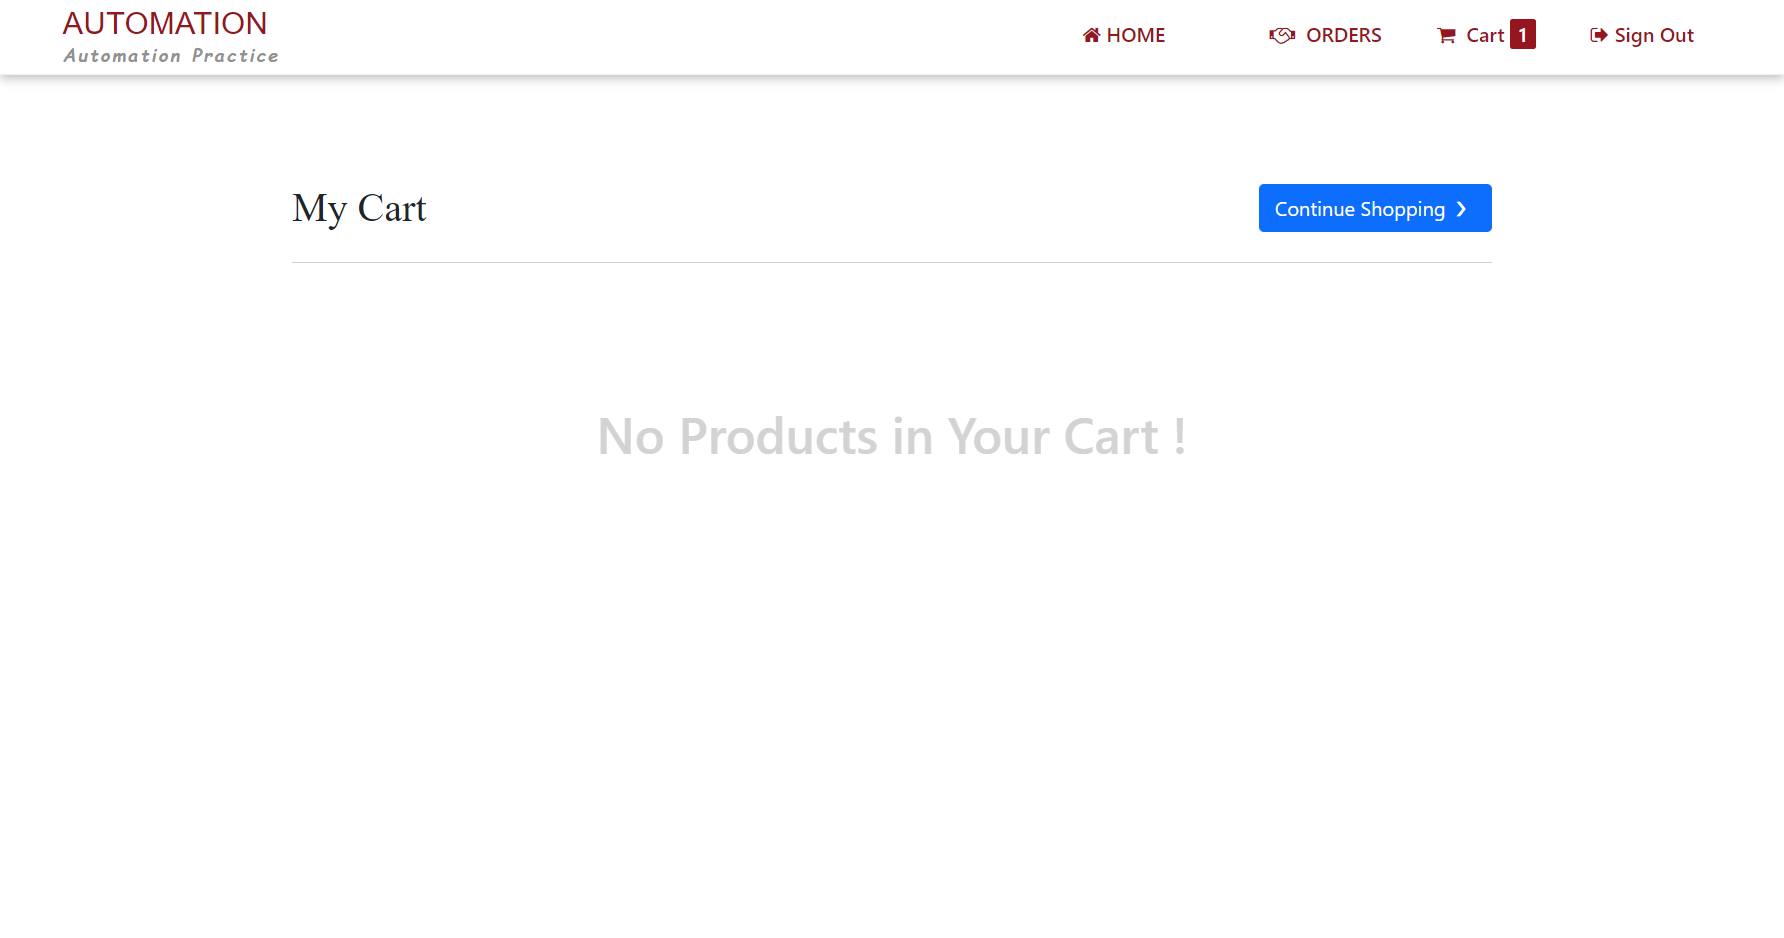 AUTOMATION
Automation Practice
HOME
ORDERS
Cart 1
Sign Out
My Cart
Continue Shopping ❯
No Products in Your Cart !